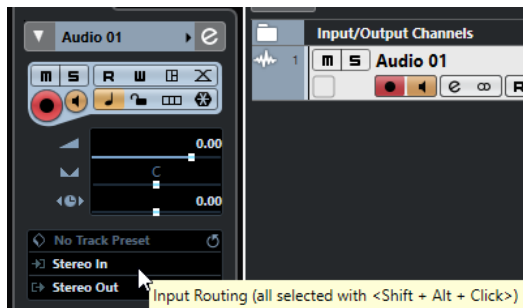 Audio 01
m S R W
0.00
C
0.00
No Track Preset
Stereo In
Stereo Out
Input/Output Channels
1 m S Audio 01
e R
Input Routing (all selected with <Shift + Alt + Click>)